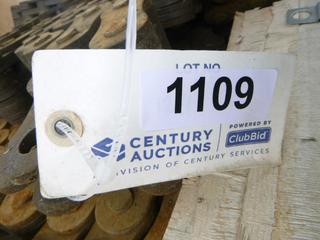 LOT NO.
1109
CENTURY
AUCTIONS
POWERED BY
ClubBid
DIVISION OF CENTURY SERVICES